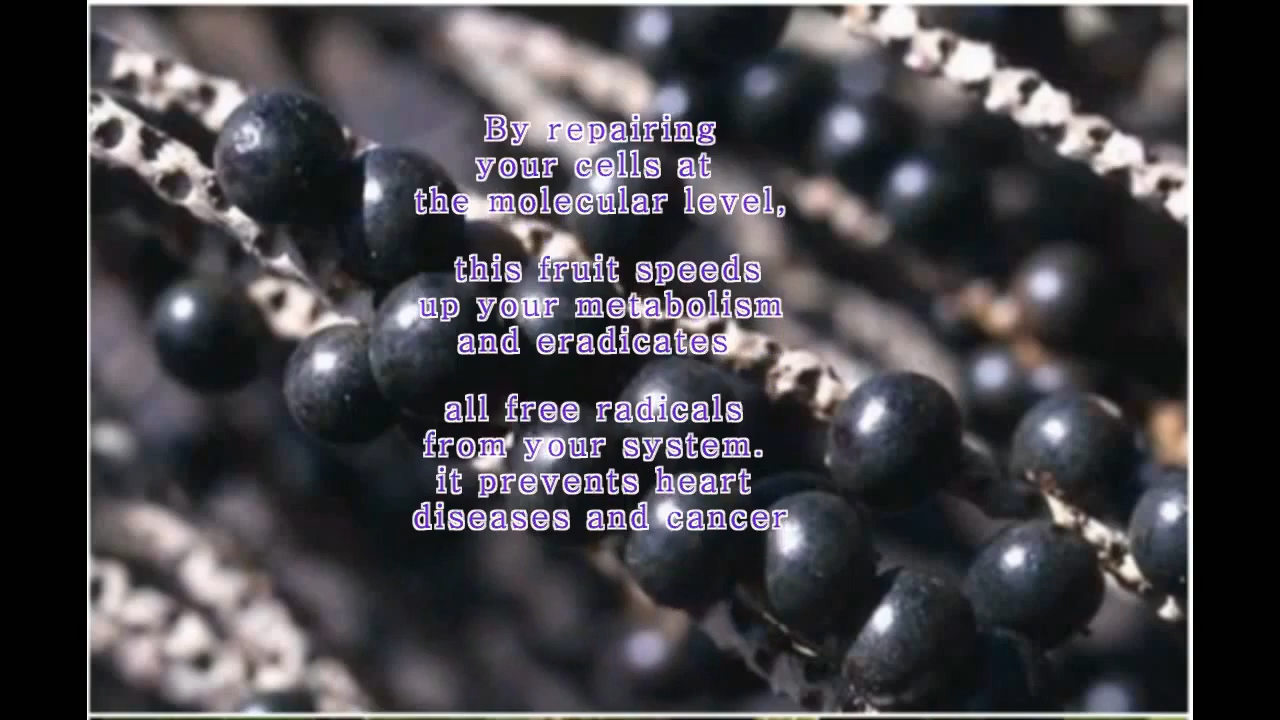 By repairing
your cells at
the molecular level,
this fruit speeds
up your metabolism
and eradicates
all free radicals
from your system.
it prevents heart
diseases and cancer